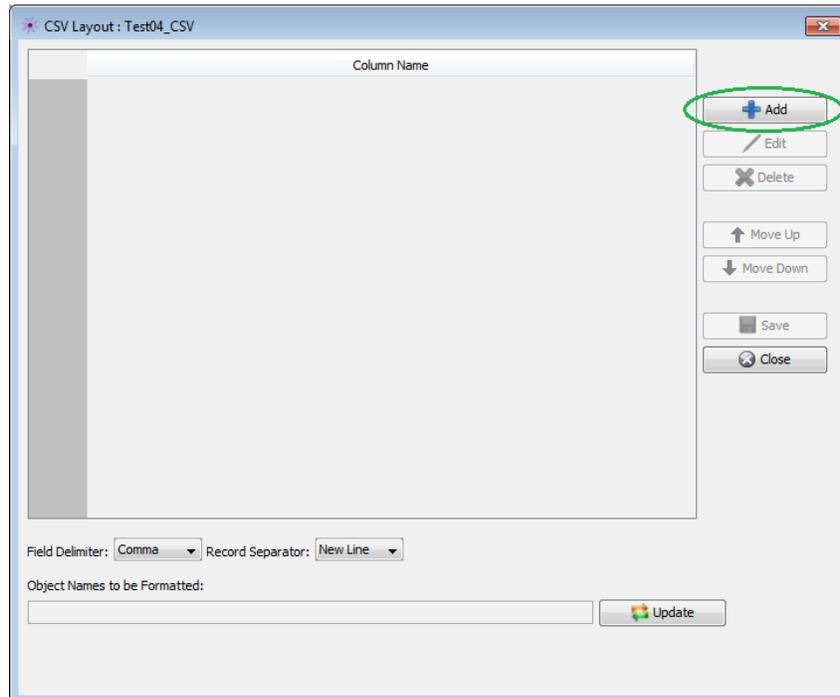 CSV Layout : Test04_CSV
Column Name
Add
Edit
Delete
Move Up
Move Down
Save
Close
Field Delimiter: Comma Record Separator: New Line
Object Names to be Formatted:
Update